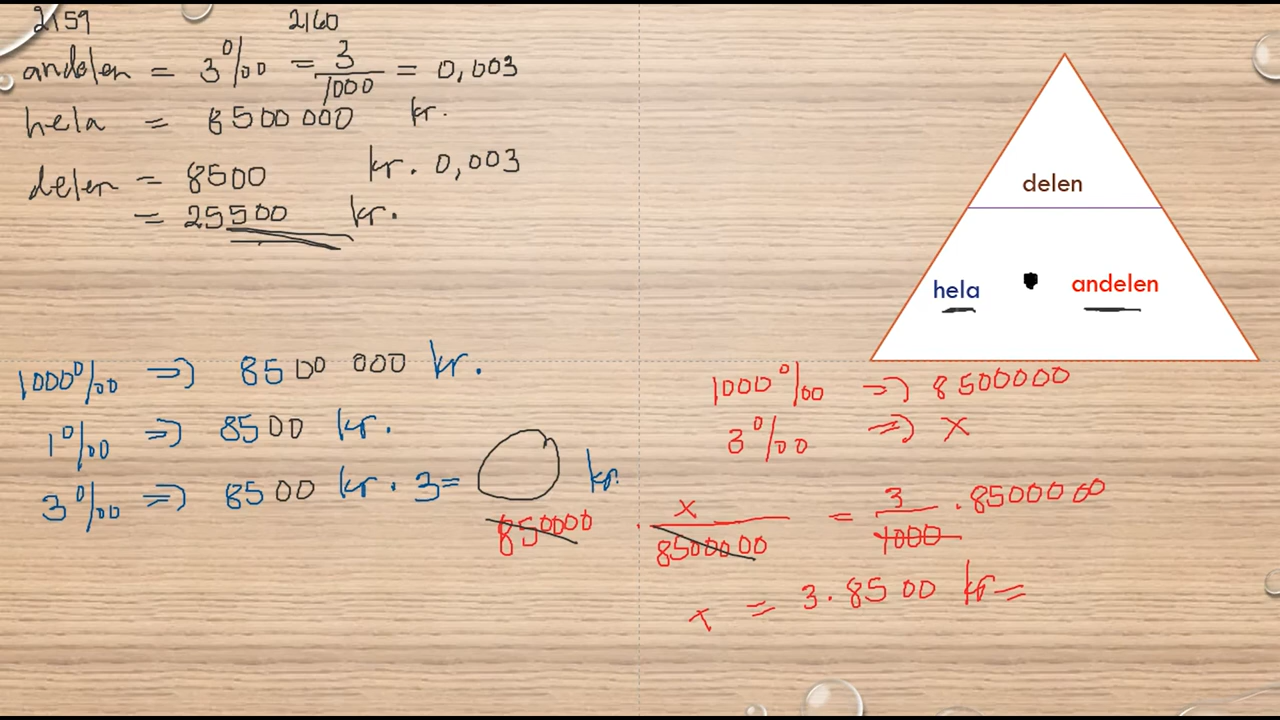 2159 2160
andelen = 3‰ = 3/1000 = 0,003
hela = 8500 000 kr.
delen = 8500 kr. 0,003
= 25500 kr.
delen
hela • andelen
1000‰ => 8500 000 kr.
1‰ => 8500 kr.
3‰ => 8500 kr. 3= kr.
1000‰ => 8500000
3‰ => x
850000 . x/8500000 = 3/1000 .8500000
x = 3.8500 kr=